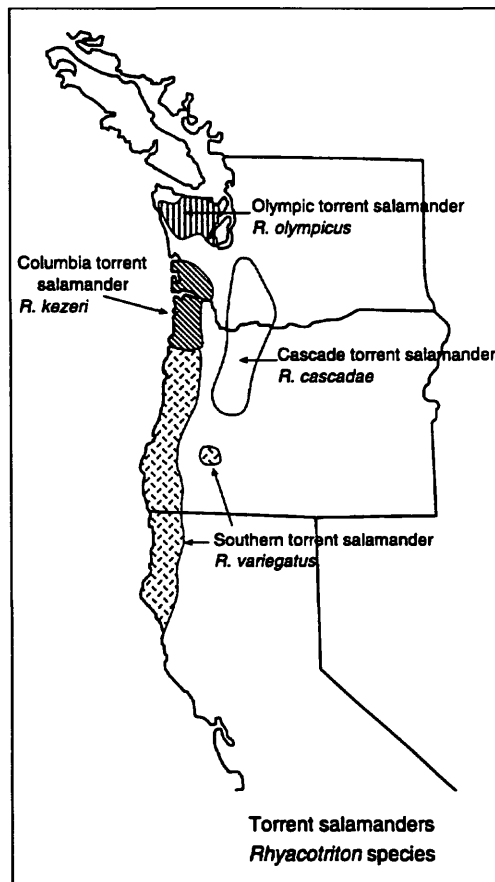 Olympic torrent salamander
R. olympicus
Columbia torrent
salamander
R. kezeri
Cascade torrent salamander
R. cascadae
Southern torrent salamander
R. variegatus
Torrent salamanders
Rhyacotriton species